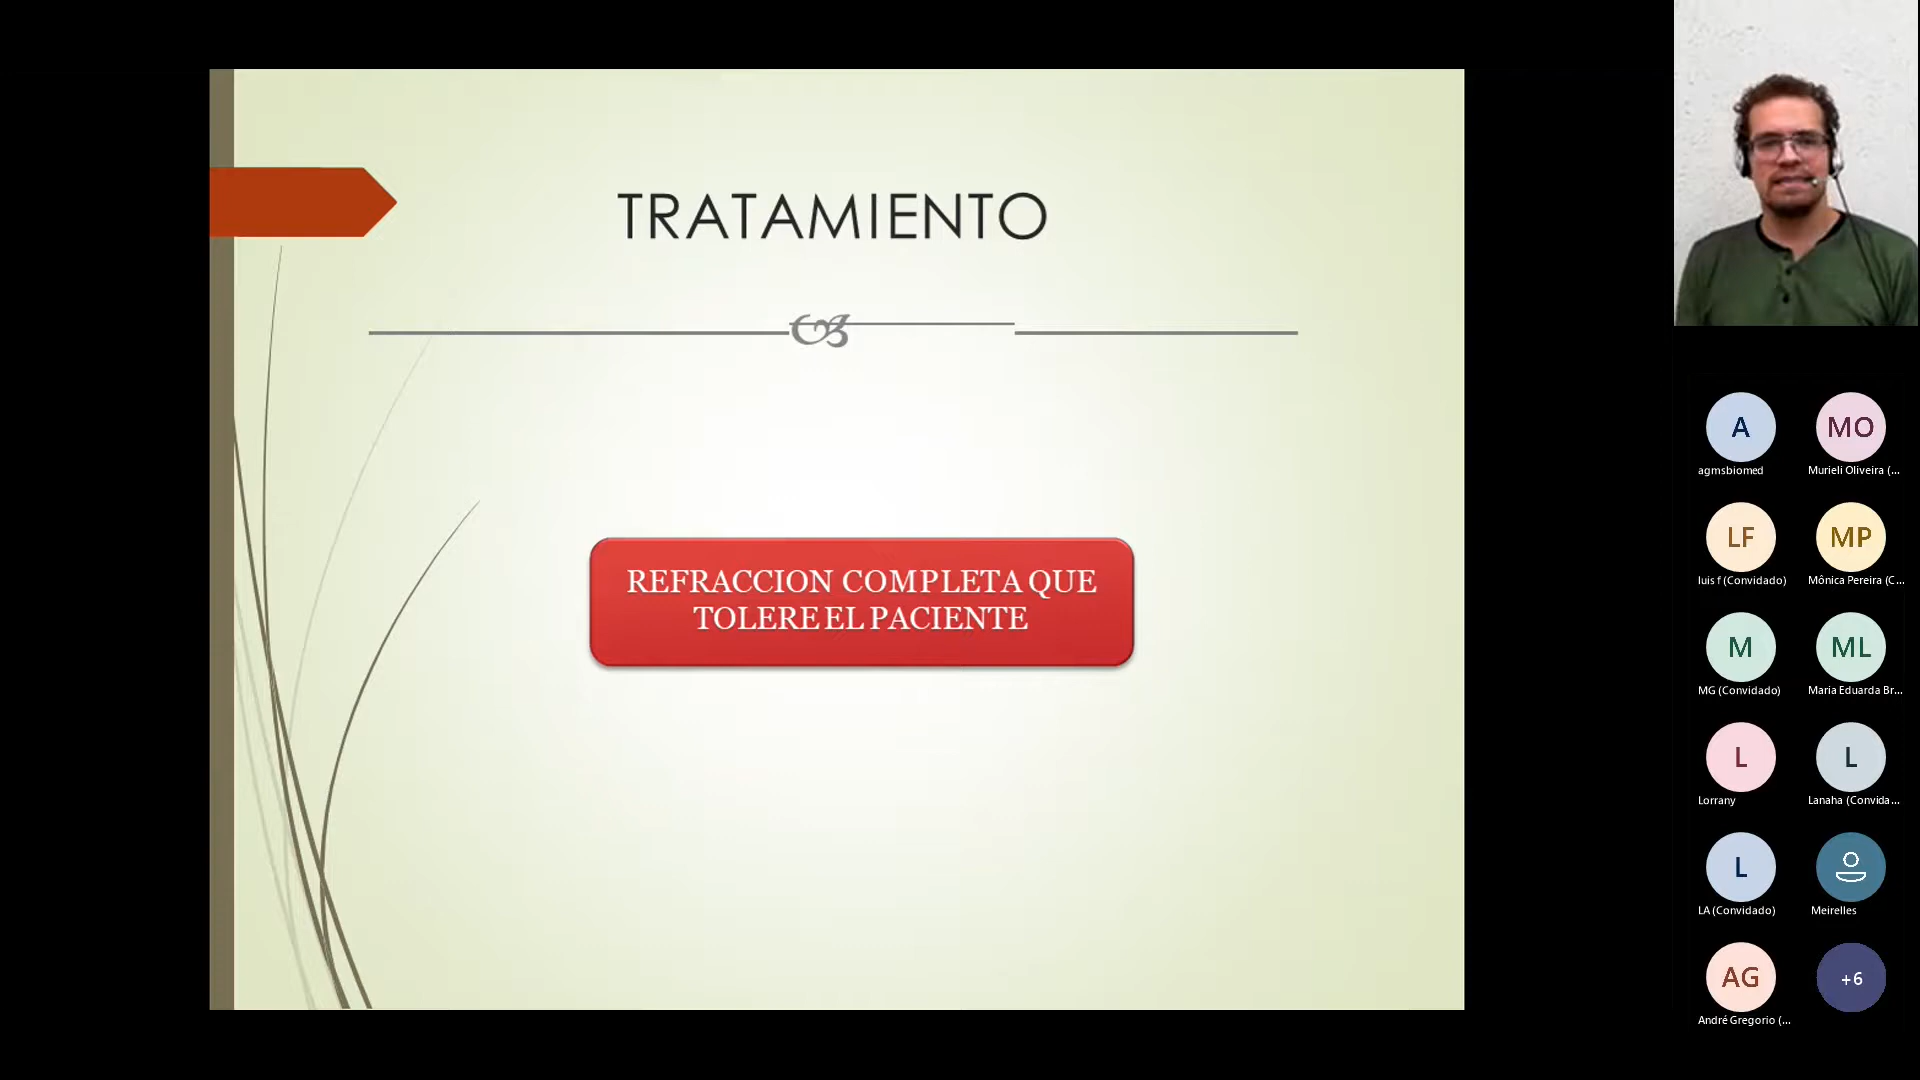 TRATAMIENTO
REFRACCION COMPLETA QUE
TOLERE EL PACIENTE
A
MO
agmsbiomed
Murieli Oliveira (...
LF
MP
luis f (Convidado)
Mônica Pereira (C...
M
ML
MG (Convidado)
Maria Eduarda Br...
L
L
Lorrany
Lanaha (Convida...
L
LA (Convidado)
Meirelles
AG
+6
André Gregorio (...